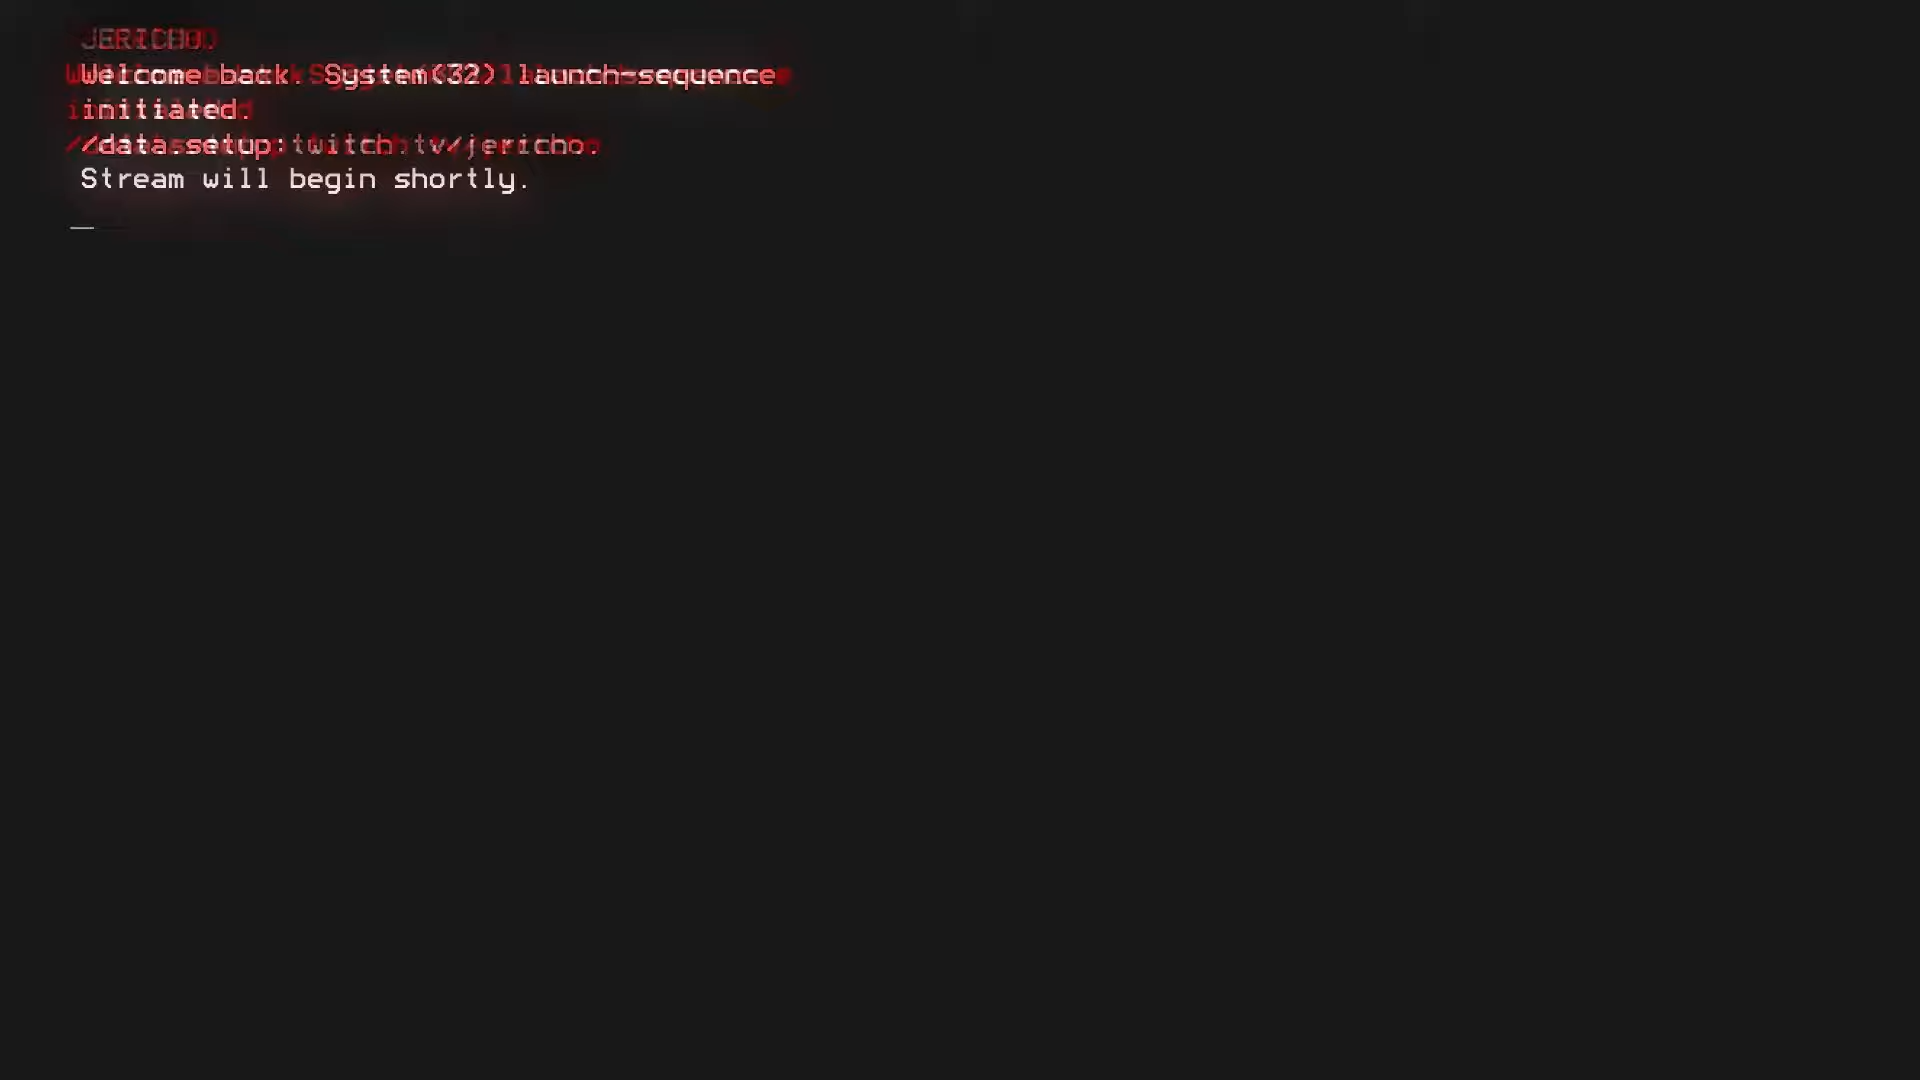 JERICHO.
Welcome back. System(32) launch-sequence
initiated.
//data.setup:twitch.tv/jericho.
Stream will begin shortly.
_